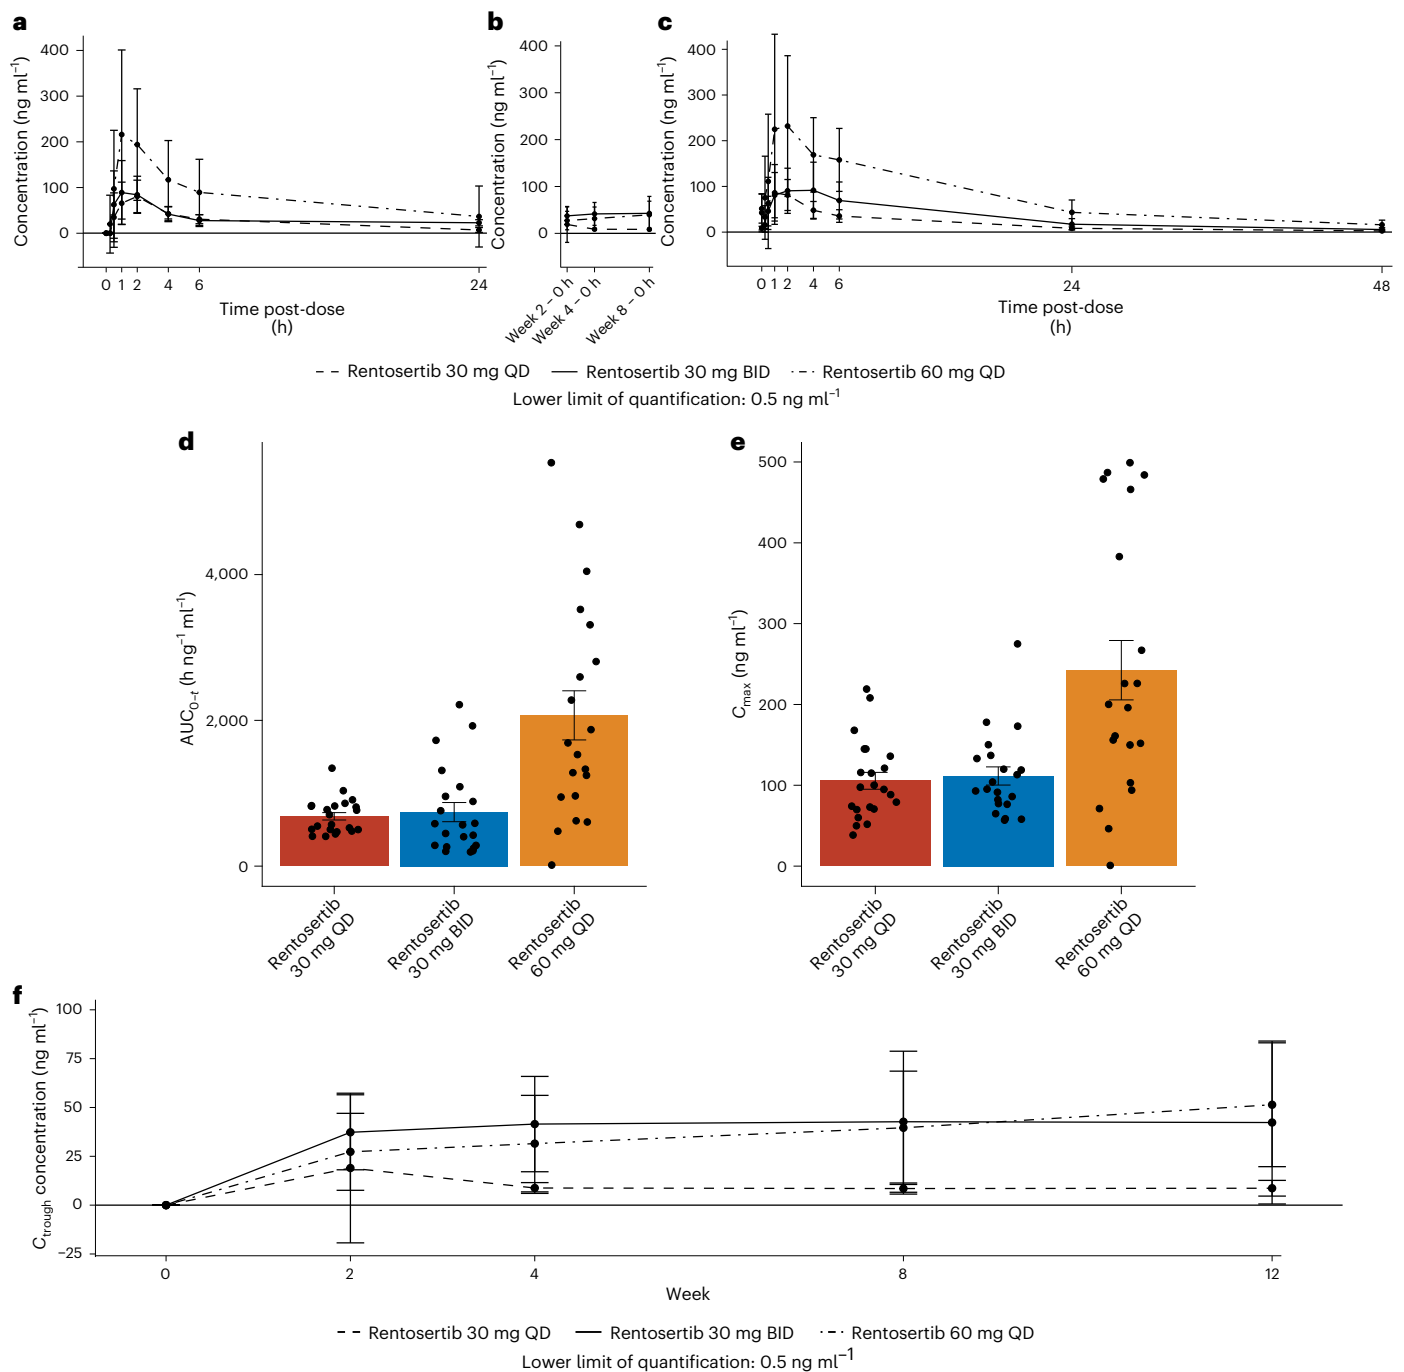 a
b
c
Concentration (ng ml⁻¹)
400
300
200
100
0
0 1 2 4 6 24
Time post-dose
(h)
Concentration (ng ml⁻¹)
400
300
200
100
0
Week 2 – 0 h
Week 4 – 0 h
Week 8 – 0 h
Concentration (ng ml⁻¹)
400
300
200
100
0
0 1 2 4 6 24 48
Time post-dose
(h)
Rentosertib 30 mg QD Rentosertib 30 mg BID Rentosertib 60 mg QD
Lower limit of quantification: 0.5 ng ml⁻¹
d
AUC0–t (h ng⁻¹ ml⁻¹)
4,000
2,000
0
Rentosertib
30 mg QD
Rentosertib
30 mg BID
Rentosertib
60 mg QD
e
Cmax (ng ml⁻¹)
500
400
300
200
100
0
Rentosertib
30 mg QD
Rentosertib
30 mg BID
Rentosertib
60 mg QD
f
Ctrough concentration (ng ml⁻¹)
100
75
50
25
0
–25
0 2 4 8 12
Week
Rentosertib 30 mg QD Rentosertib 30 mg BID Rentosertib 60 mg QD
Lower limit of quantification: 0.5 ng ml⁻¹